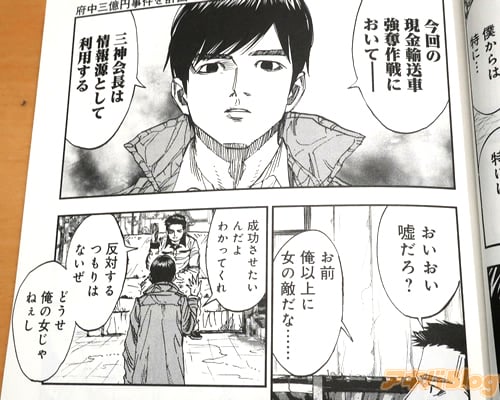 府中三億円事件を計
今回の
現金輸送車
強奪作戦に
おいて――
三神会長は
情報源として
利用する
おいおい
嘘だろ？
お前
俺以上に
女の敵だな……
成功させたい
んだよ
わかってくれ
反対する
つもりは
ないぜ
どうせ
俺の女じゃ
ねぇし
僕からは
特に…
アキバBlog